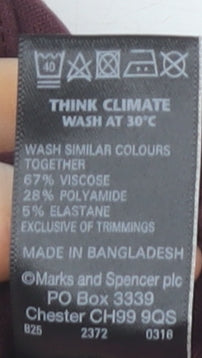 40
THINK CLIMATE
WASH AT 30°C
WASH SIMILAR COLOURS
TOGETHER
67% VISCOSE
28% POLYAMIDE
5% ELASTANE
EXCLUSIVE OF TRIMMINGS
MADE IN BANGLADESH
©Marks and Spencer plc
PO Box 3339
Chester CH99 9QS
825 2372 0318